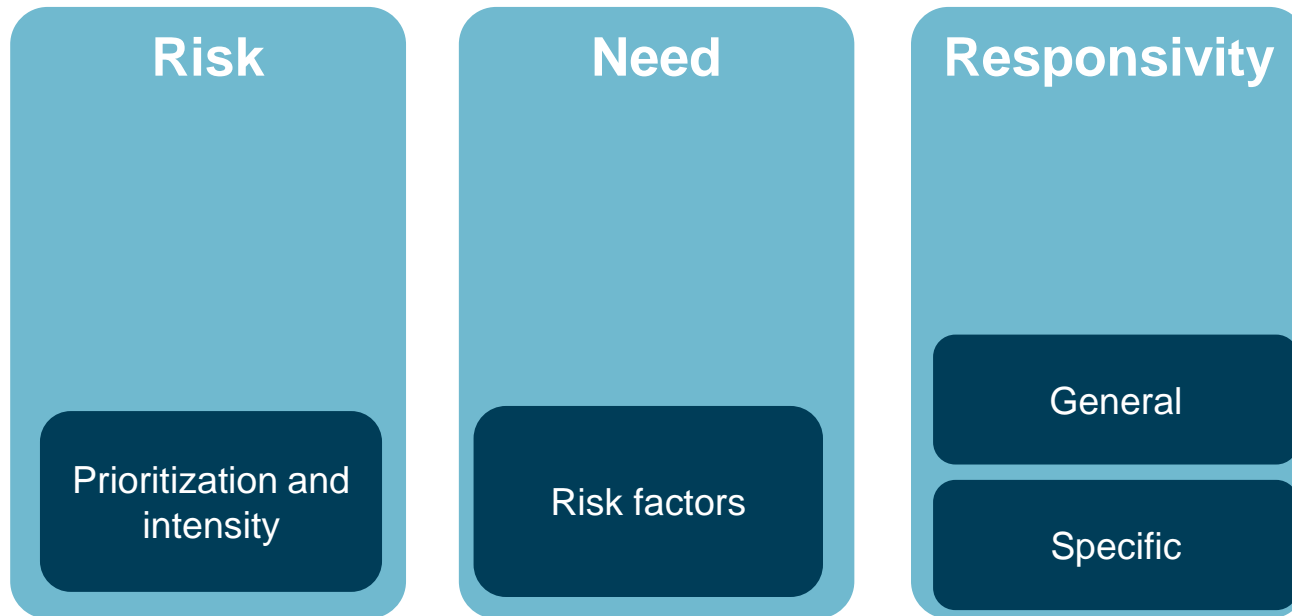 Risk
Prioritization and
intensity
Need
Risk factors
Responsivity
General
Specific